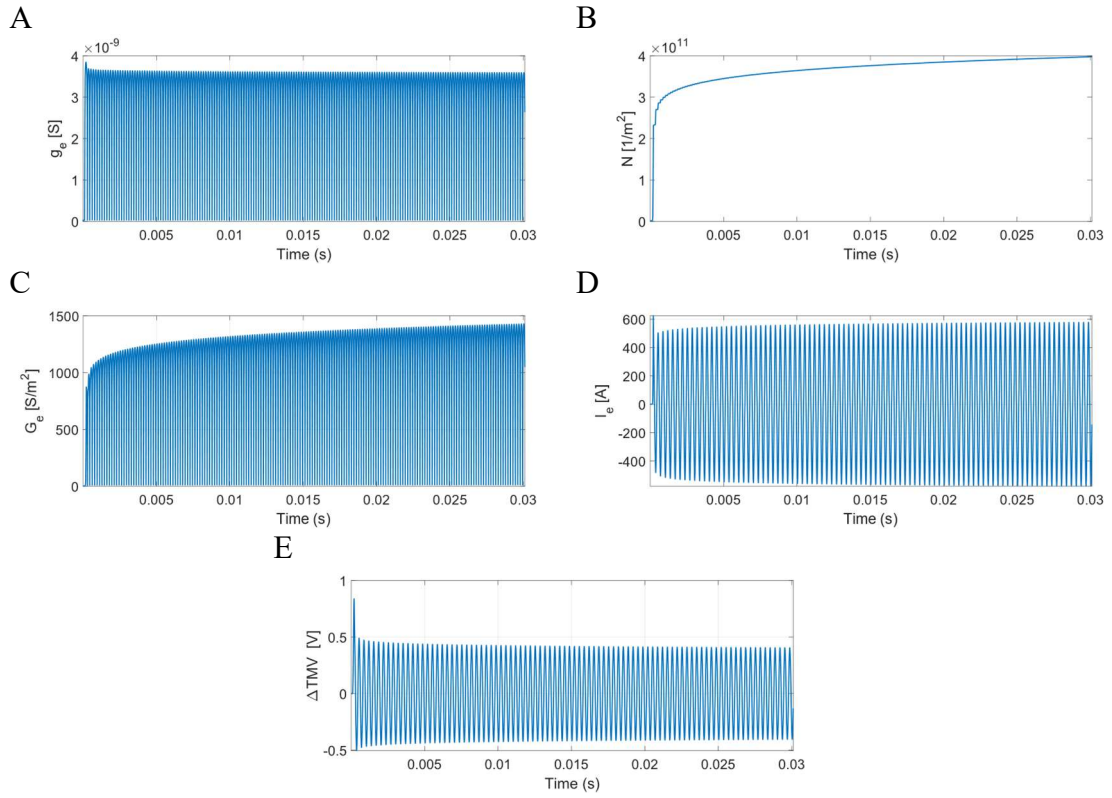 A
×10⁻⁹
4
3
2
1
0
gₑ [S]
0.005 0.01 0.015 0.02 0.025 0.03
Time (s)
B
×10¹¹
4
3
2
1
0
N [1/m²]
0.005 0.01 0.015 0.02 0.025 0.03
Time (s)
C
1500
1000
500
0
Gₑ [S/m²]
0.005 0.01 0.015 0.02 0.025 0.03
Time (s)
D
600
400
200
0
-200
-400
Iₑ [A]
0.005 0.01 0.015 0.02 0.025 0.03
Time (s)
E
1
0.5
0
-0.5
ΔTMV [V]
0.005 0.01 0.015 0.02 0.025 0.03
Time (s)